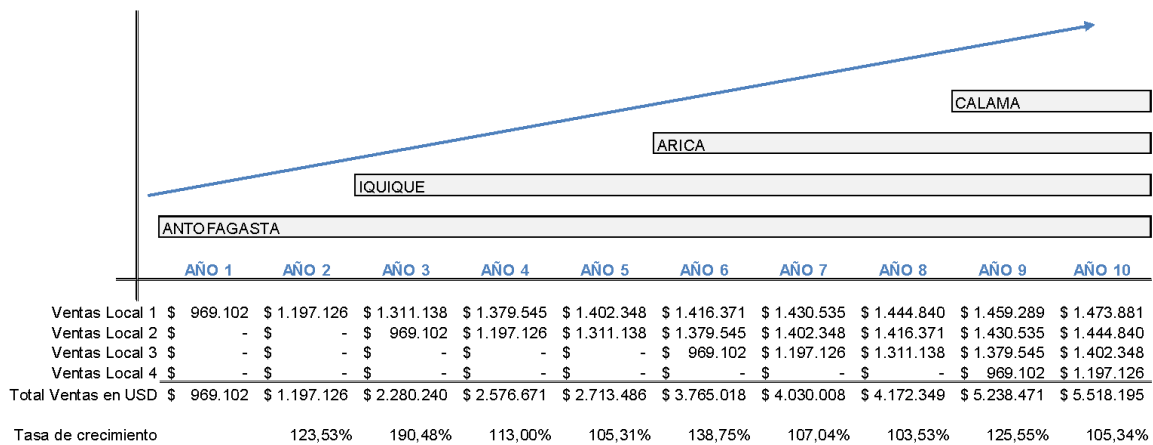 CALAMA
ARICA
IQUIQUE
ANTOFAGASTA
AÑO 1 AÑO 2 AÑO 3 AÑO 4 AÑO 5 AÑO 6 AÑO 7 AÑO 8 AÑO 9 AÑO 10
Ventas Local 1 $ 969.102 $ 1.197.126 $ 1.311.138 $ 1.379.545 $ 1.402.348 $ 1.416.371 $ 1.430.535 $ 1.444.840 $ 1.459.289 $ 1.473.881
Ventas Local 2 $ - $ - $ 969.102 $ 1.197.126 $ 1.311.138 $ 1.379.545 $ 1.402.348 $ 1.416.371 $ 1.430.535 $ 1.444.840
Ventas Local 3 $ - $ - $ - $ - $ - $ 969.102 $ 1.197.126 $ 1.311.138 $ 1.379.545 $ 1.402.348
Ventas Local 4 $ - $ - $ - $ - $ - $ - $ - $ - $ 969.102 $ 1.197.126
Total Ventas en USD $ 969.102 $ 1.197.126 $ 2.280.240 $ 2.576.671 $ 2.713.486 $ 3.765.018 $ 4.030.008 $ 4.172.349 $ 5.238.471 $ 5.518.195
Tasa de crecimiento 123,53% 190,48% 113,00% 105,31% 138,75% 107,04% 103,53% 125,55% 105,34%